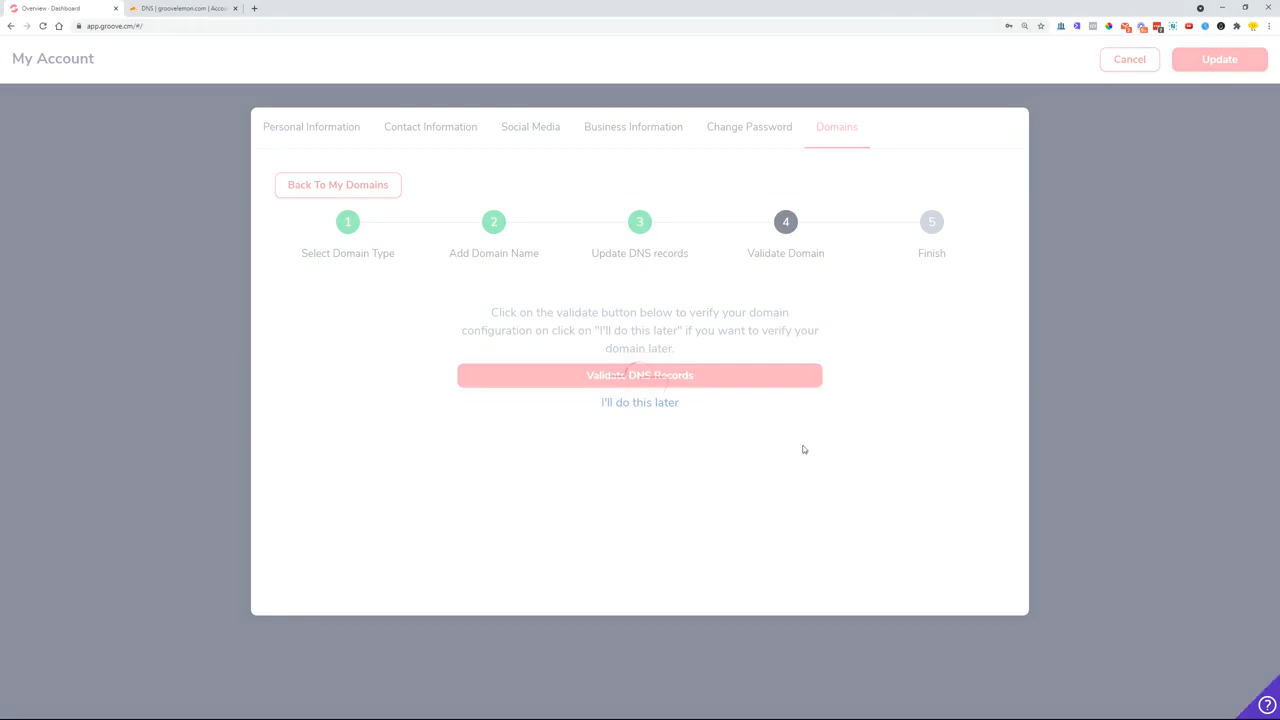 Overview - Dashboard
DNS | groovelemon.com | Accou
app.groove.cm/#/
My Account
Cancel
Update
Personal Information
Contact Information
Social Media
Business Information
Change Password
Domains
Back To My Domains
1
2
3
4
5
Select Domain Type
Add Domain Name
Update DNS records
Validate Domain
Finish
Click on the validate button below to verify your domain
configuration on click on "I'll do this later" if you want to verify your
domain later.
Validate DNS Records
I'll do this later
?